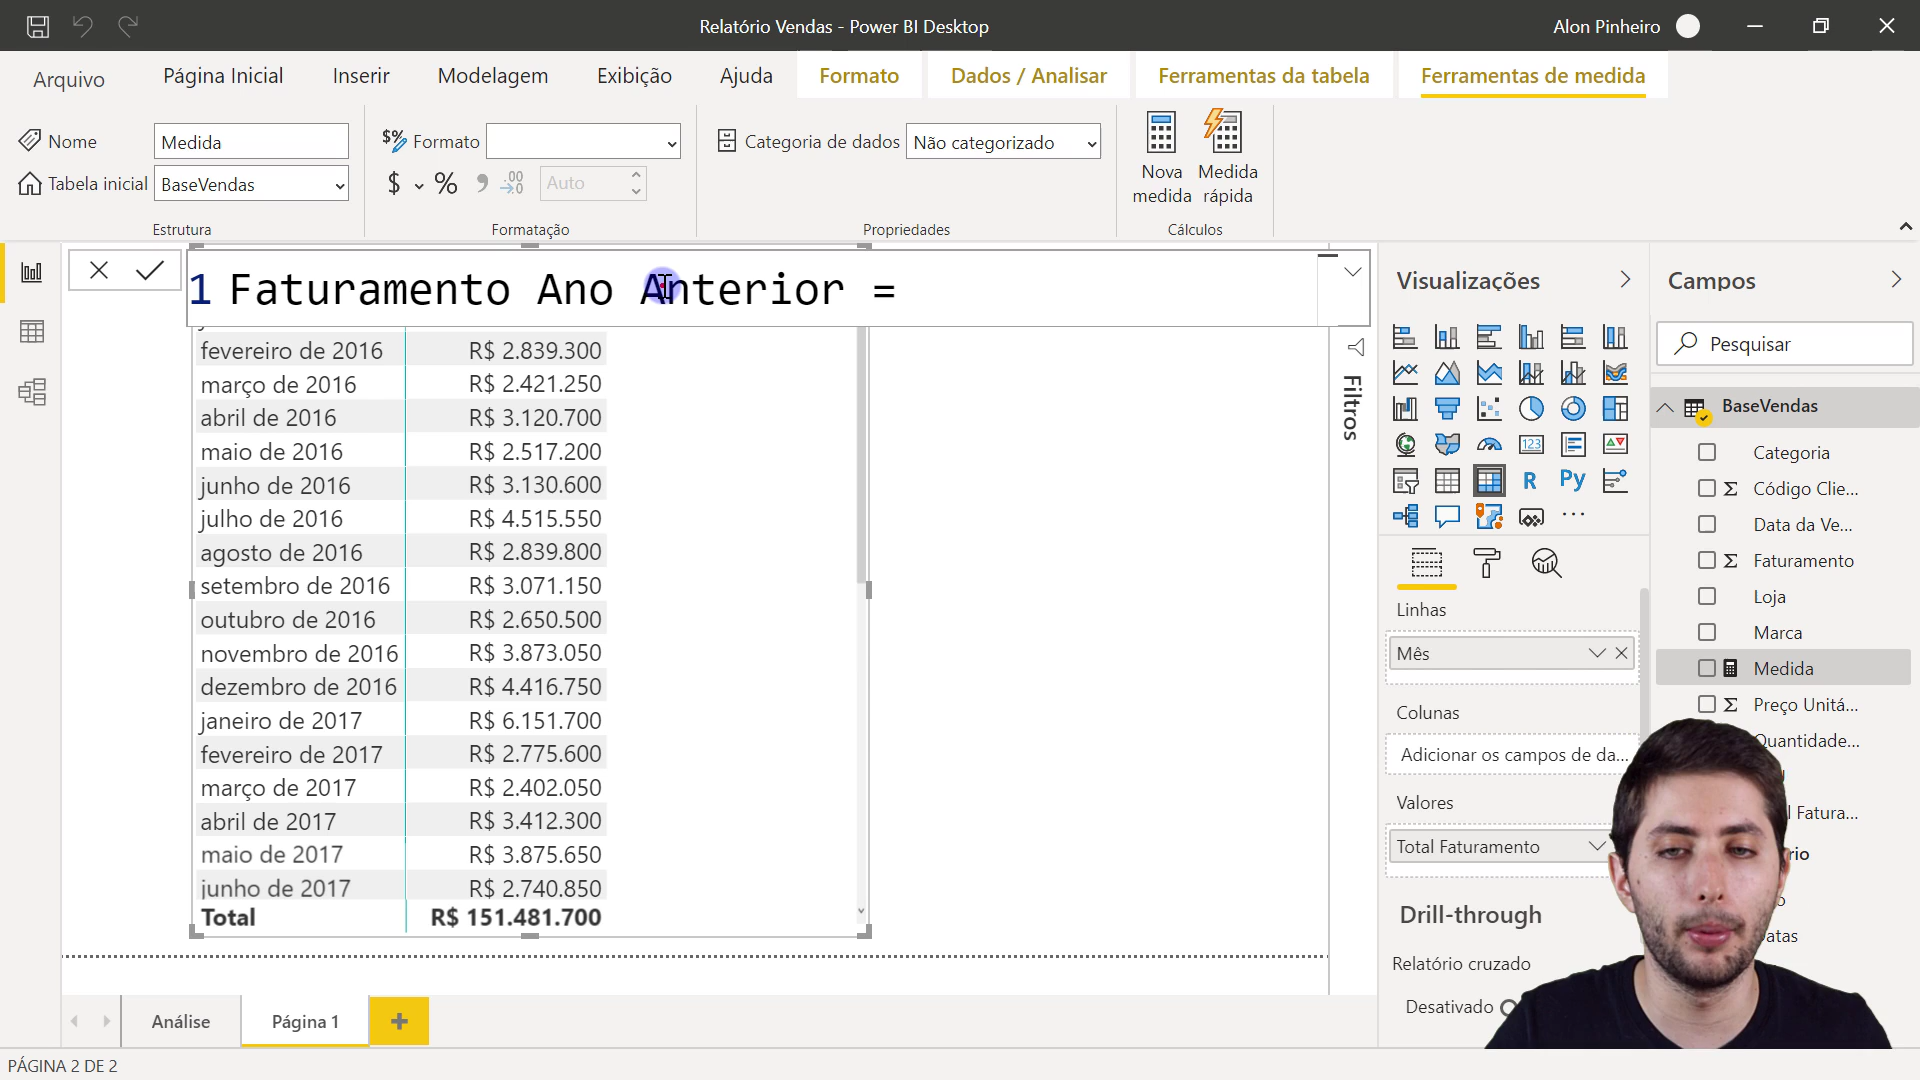 Relatório Vendas - Power BI Desktop
Alon Pinheiro
Arquivo
Página Inicial
Inserir
Modelagem
Exibição
Ajuda
Formato
Dados / Analisar
Ferramentas da tabela
Ferramentas de medida
Nome
Medida
Tabela inicial
BaseVendas
Estrutura
$% Formato
$ % 9 .00
Auto
Formatação
Categoria de dados
Não categorizado
Propriedades
Nova medida
Medida rápida
Cálculos
1 Faturamento Ano Anterior =
fevereiro de 2016 R$ 2.839.300
março de 2016 R$ 2.421.250
abril de 2016 R$ 3.120.700
maio de 2016 R$ 2.517.200
junho de 2016 R$ 3.130.600
julho de 2016 R$ 4.515.550
agosto de 2016 R$ 2.839.800
setembro de 2016 R$ 3.071.150
outubro de 2016 R$ 2.650.500
novembro de 2016 R$ 3.873.050
dezembro de 2016 R$ 4.416.750
janeiro de 2017 R$ 6.151.700
fevereiro de 2017 R$ 2.775.600
março de 2017 R$ 2.402.050
abril de 2017 R$ 3.412.300
maio de 2017 R$ 3.875.650
junho de 2017 R$ 2.740.850
Total R$ 151.481.700
Filtros
Visualizações
123
R Py
...
Linhas
Mês
Colunas
Adicionar os campos de da...
Valores
Total Faturamento
Drill-through
Relatório cruzado
Desativado
Campos
Pesquisar
BaseVendas
Categoria
Σ Código Clie...
Data da Ve...
Σ Faturamento
Loja
Marca
Medida
Σ Preço Unitá...
Quantidade...
Fatura...
Análise
Página 1
+
PÁGINA 2 DE 2